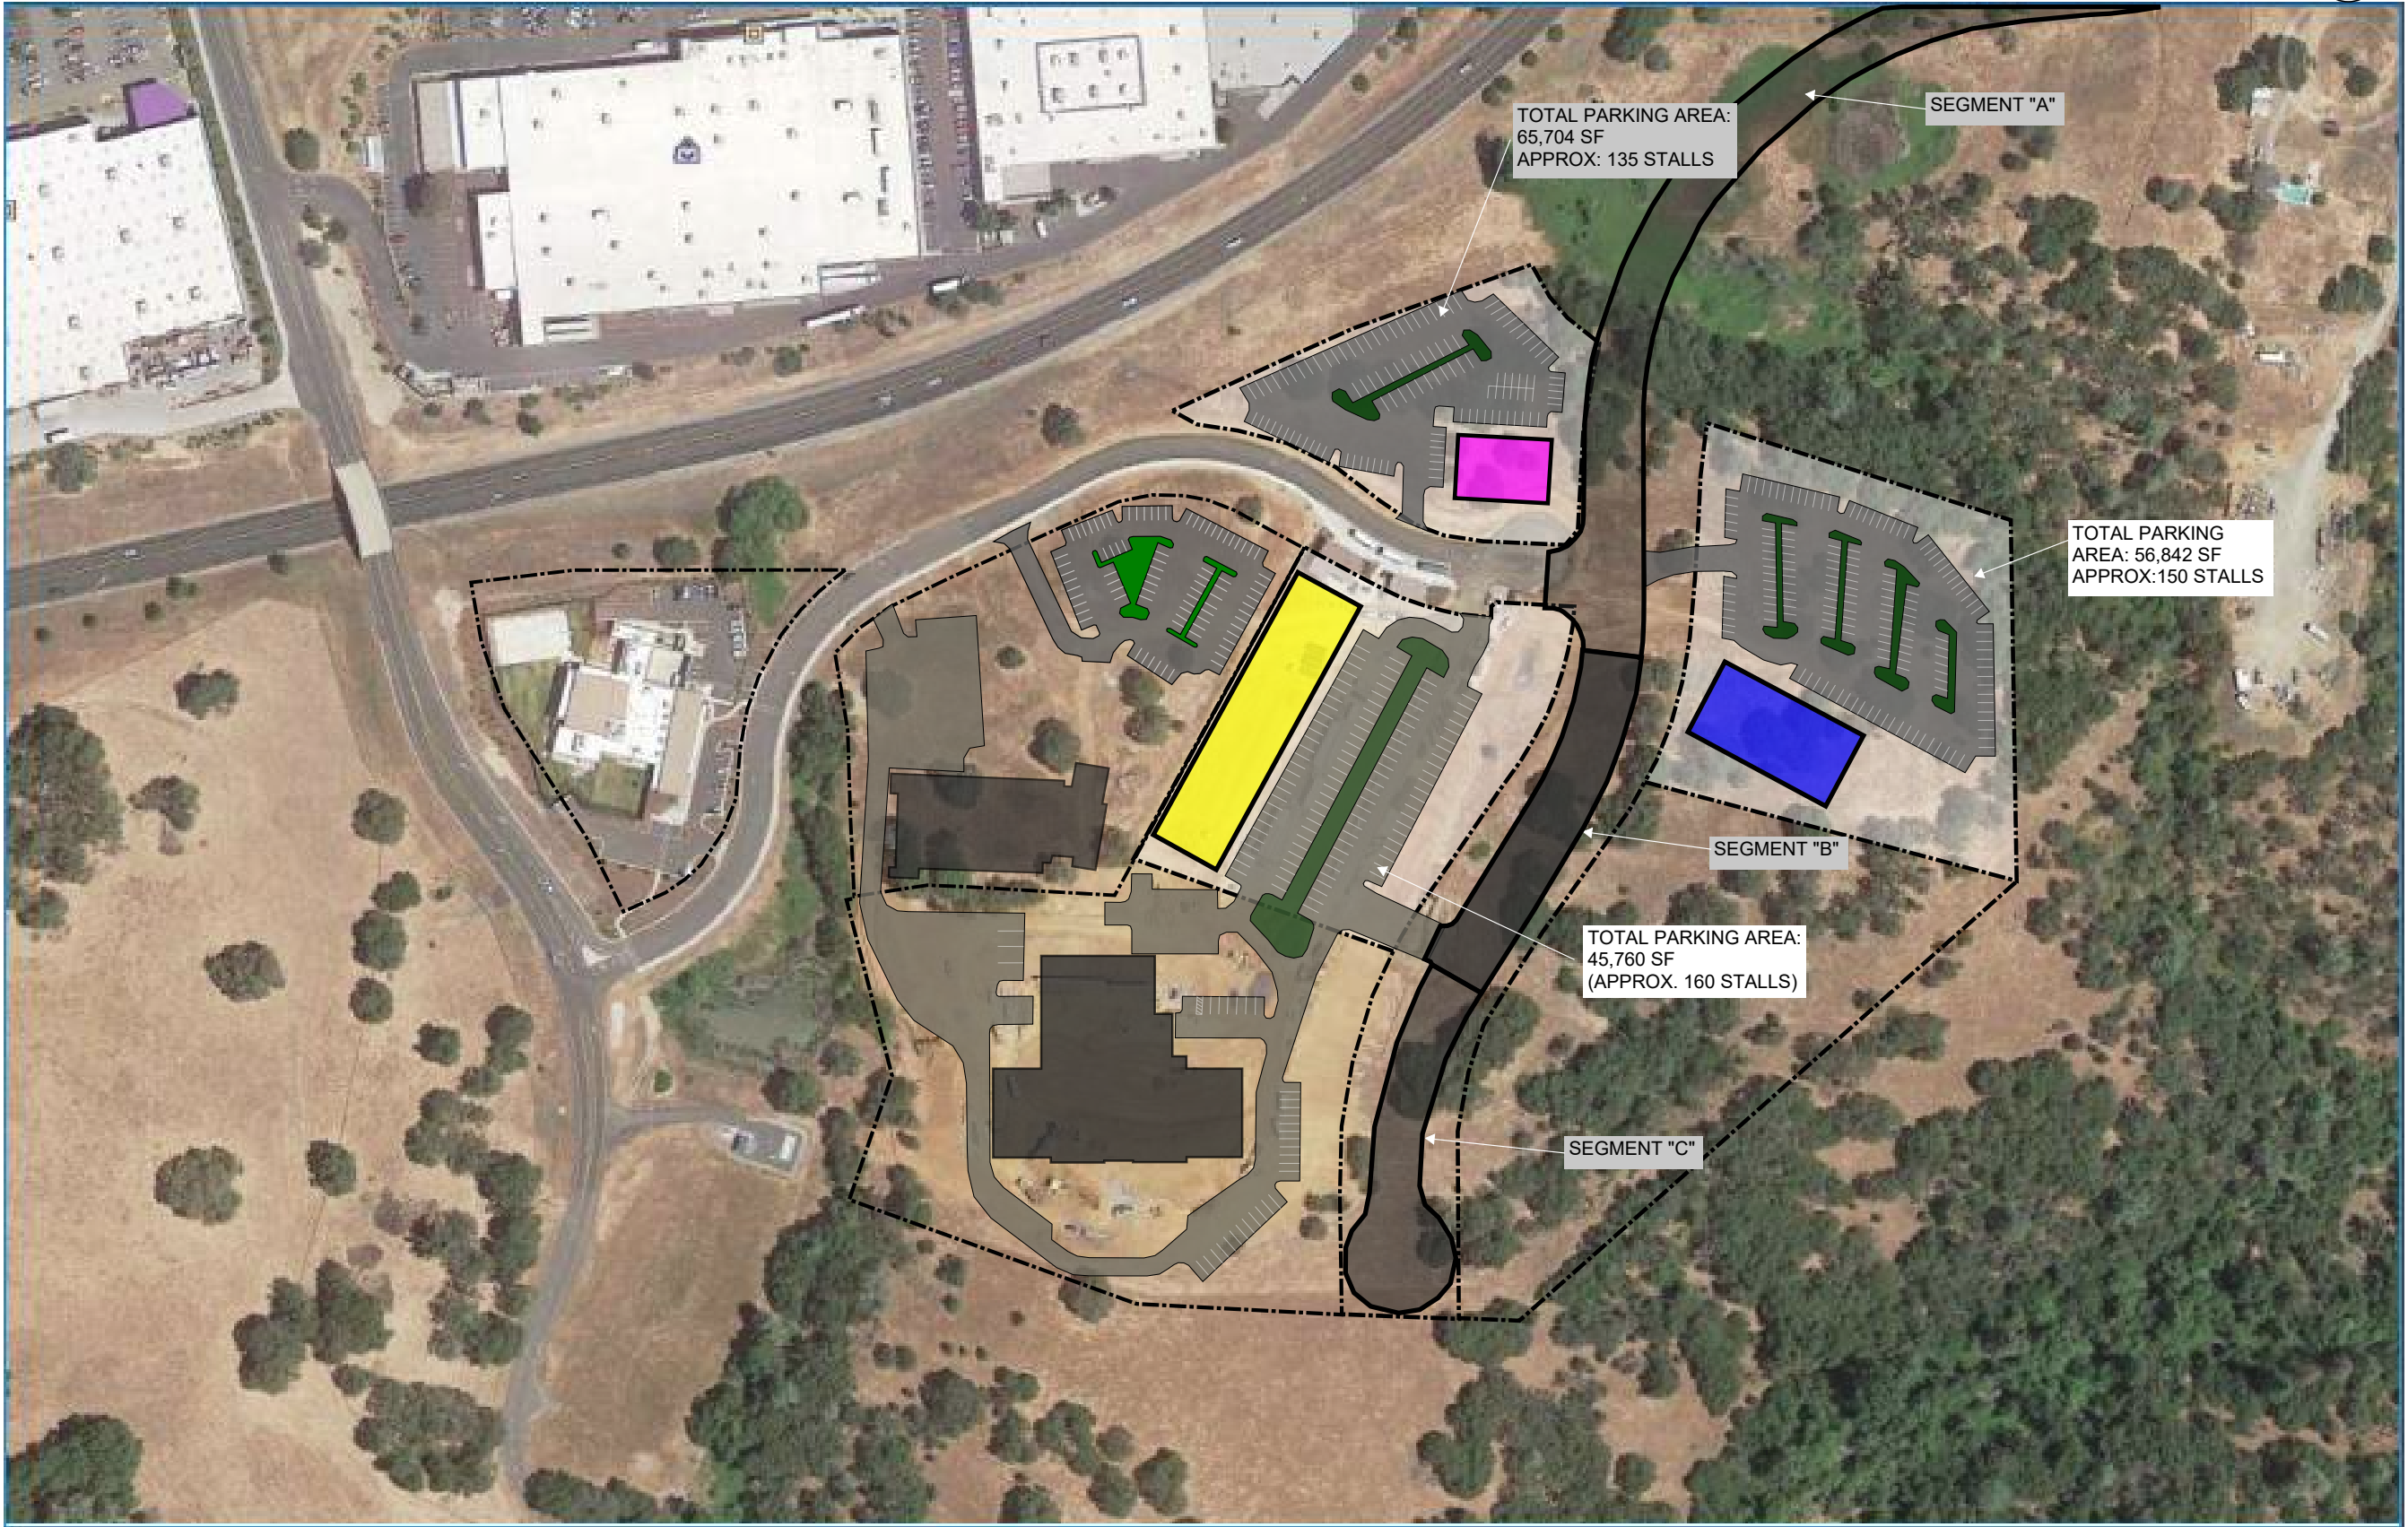 SEGMENT "A"
TOTAL PARKING AREA:
65,704 SF
APPROX: 135 STALLS
TOTAL PARKING
AREA: 56,842 SF
APPROX:150 STALLS
SEGMENT "B"
TOTAL PARKING AREA:
45,760 SF
(APPROX. 160 STALLS)
SEGMENT "C"